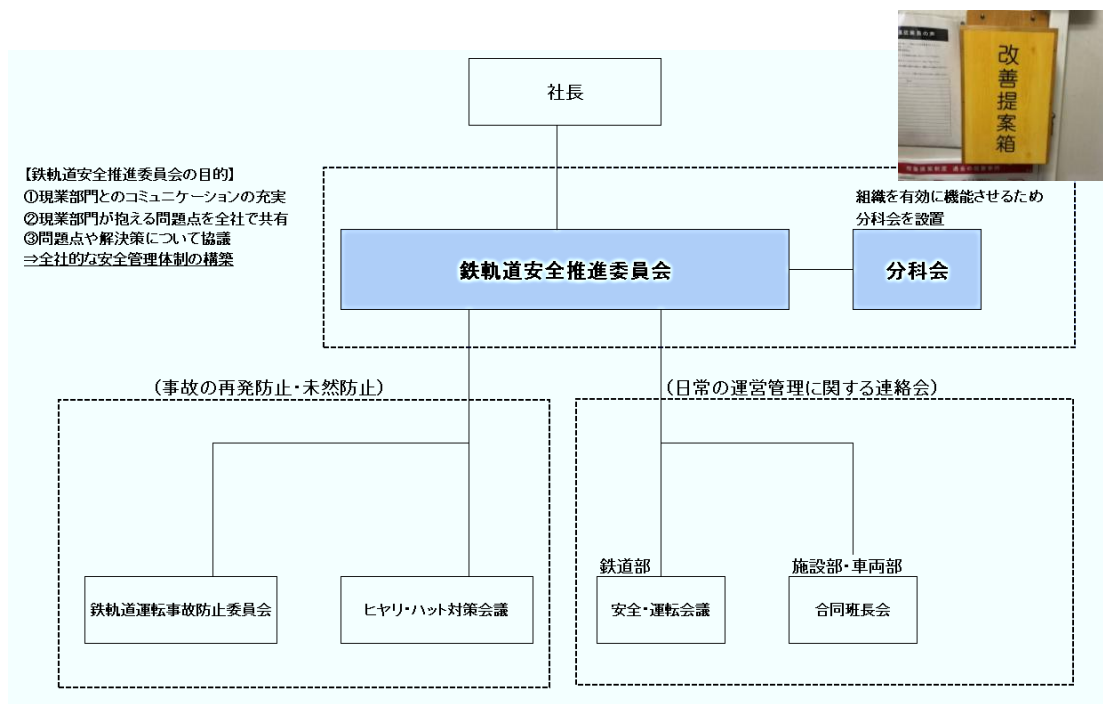 改善提案箱
社長
【鉄軌道安全推進委員会の目的】
①現業部門とのコミュニケーションの充実
②現業部門が抱える問題点を全社で共有
③問題点や解決策について協議
⇒全社的な安全管理体制の構築
組織を有効に機能させるため
分科会を設置
鉄軌道安全推進委員会
分科会
(事故の再発防止・未然防止)
(日常の運営管理に関する連絡会)
鉄道部
施設部・車両部
鉄軌道運転事故防止委員会
ヒヤリ・ハット対策会議
安全・運転会議
合同班長会